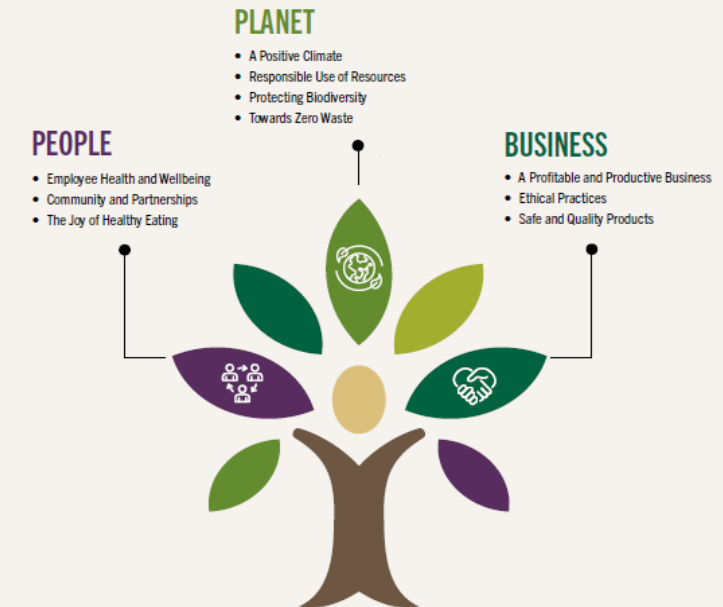 PLANET
• A Positive Climate
• Responsible Use of Resources
• Protecting Biodiversity
• Towards Zero Waste
PEOPLE
• Employee Health and Wellbeing
• Community and Partnerships
• The Joy of Healthy Eating
BUSINESS
• A Profitable and Productive Business
• Ethical Practices
• Safe and Quality Products